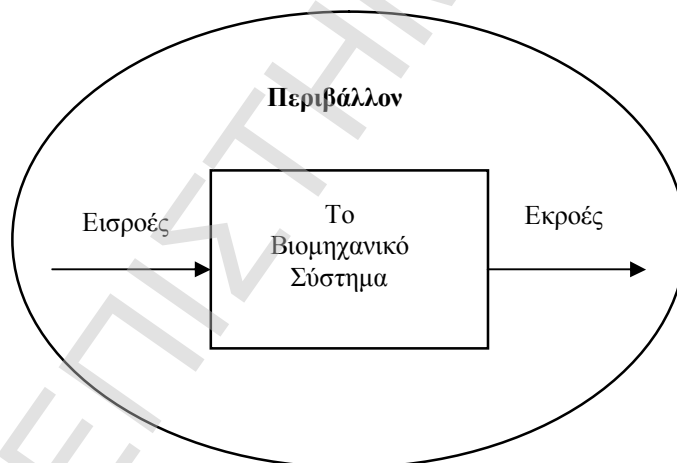 Περιβάλλον
Εισροές
Το
Βιομηχανικό
Σύστημα
Εκροές